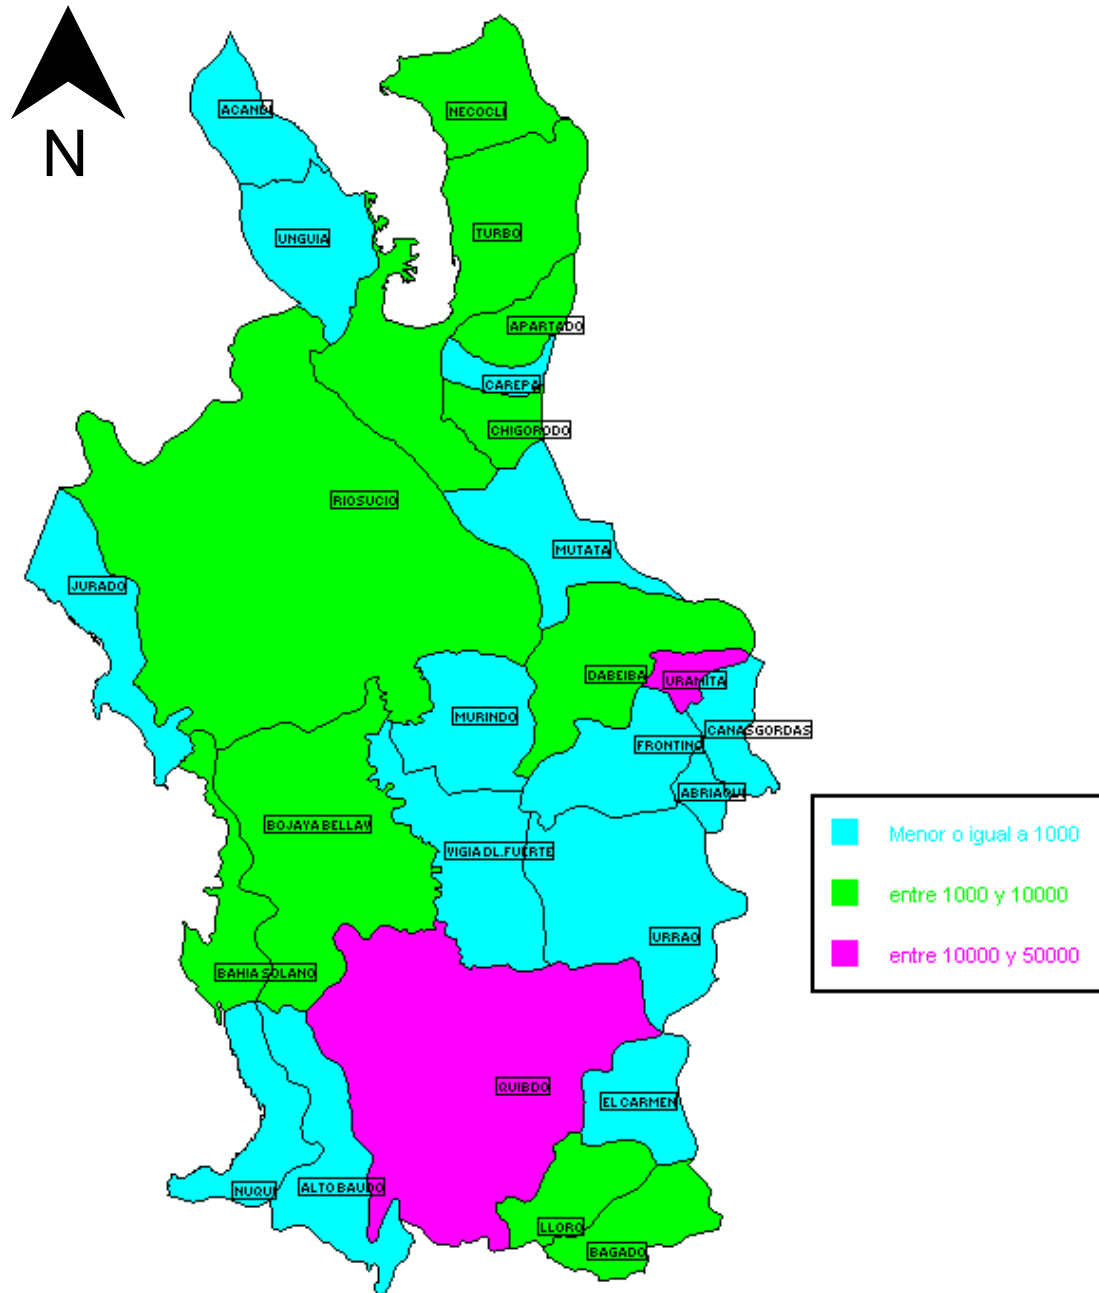 N
ACANDI
NECOCLI
UNGUIA
TURBO
APARTADO
CAREPA
CHIGORODO
RIOSUCIO
MUTATA
JURADO
DABEIBA
URAMITA
MURINDO
CANASGORDAS
FRONTINO
ABRIAQUI
BOJAYA BELLAV
VIGIA DL.FUERTE
Menor o igual a 1000
entre 1000 y 10000
entre 10000 y 50000
URRAO
BAHIA SOLANO
QUIBDO
EL CARMEN
NUQUI
ALTO BAUDO
LLORO
BAGADO